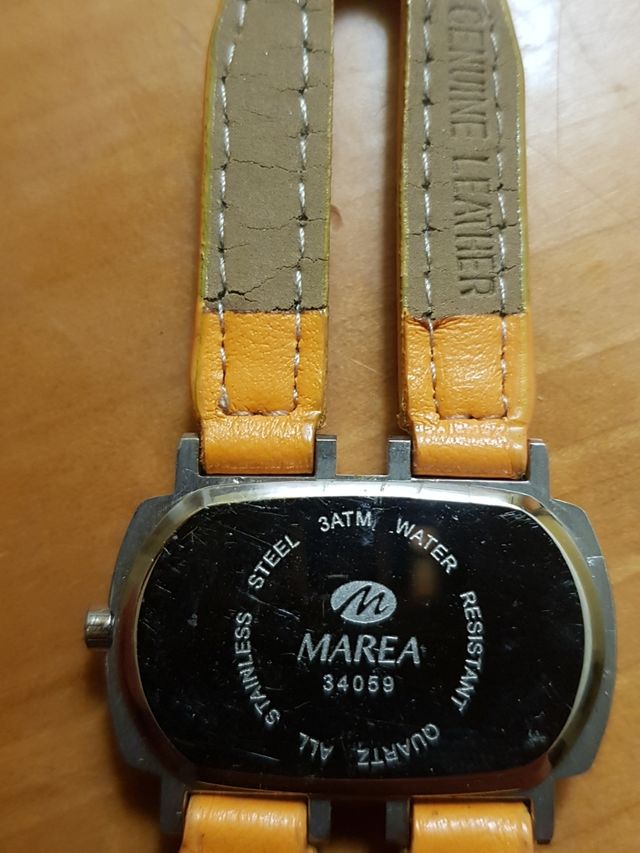 GENUINE LEATHER
ALL STAINLESS STEEL 3ATM WATER RESISTANT QUARTZ
M
MAREA
34059